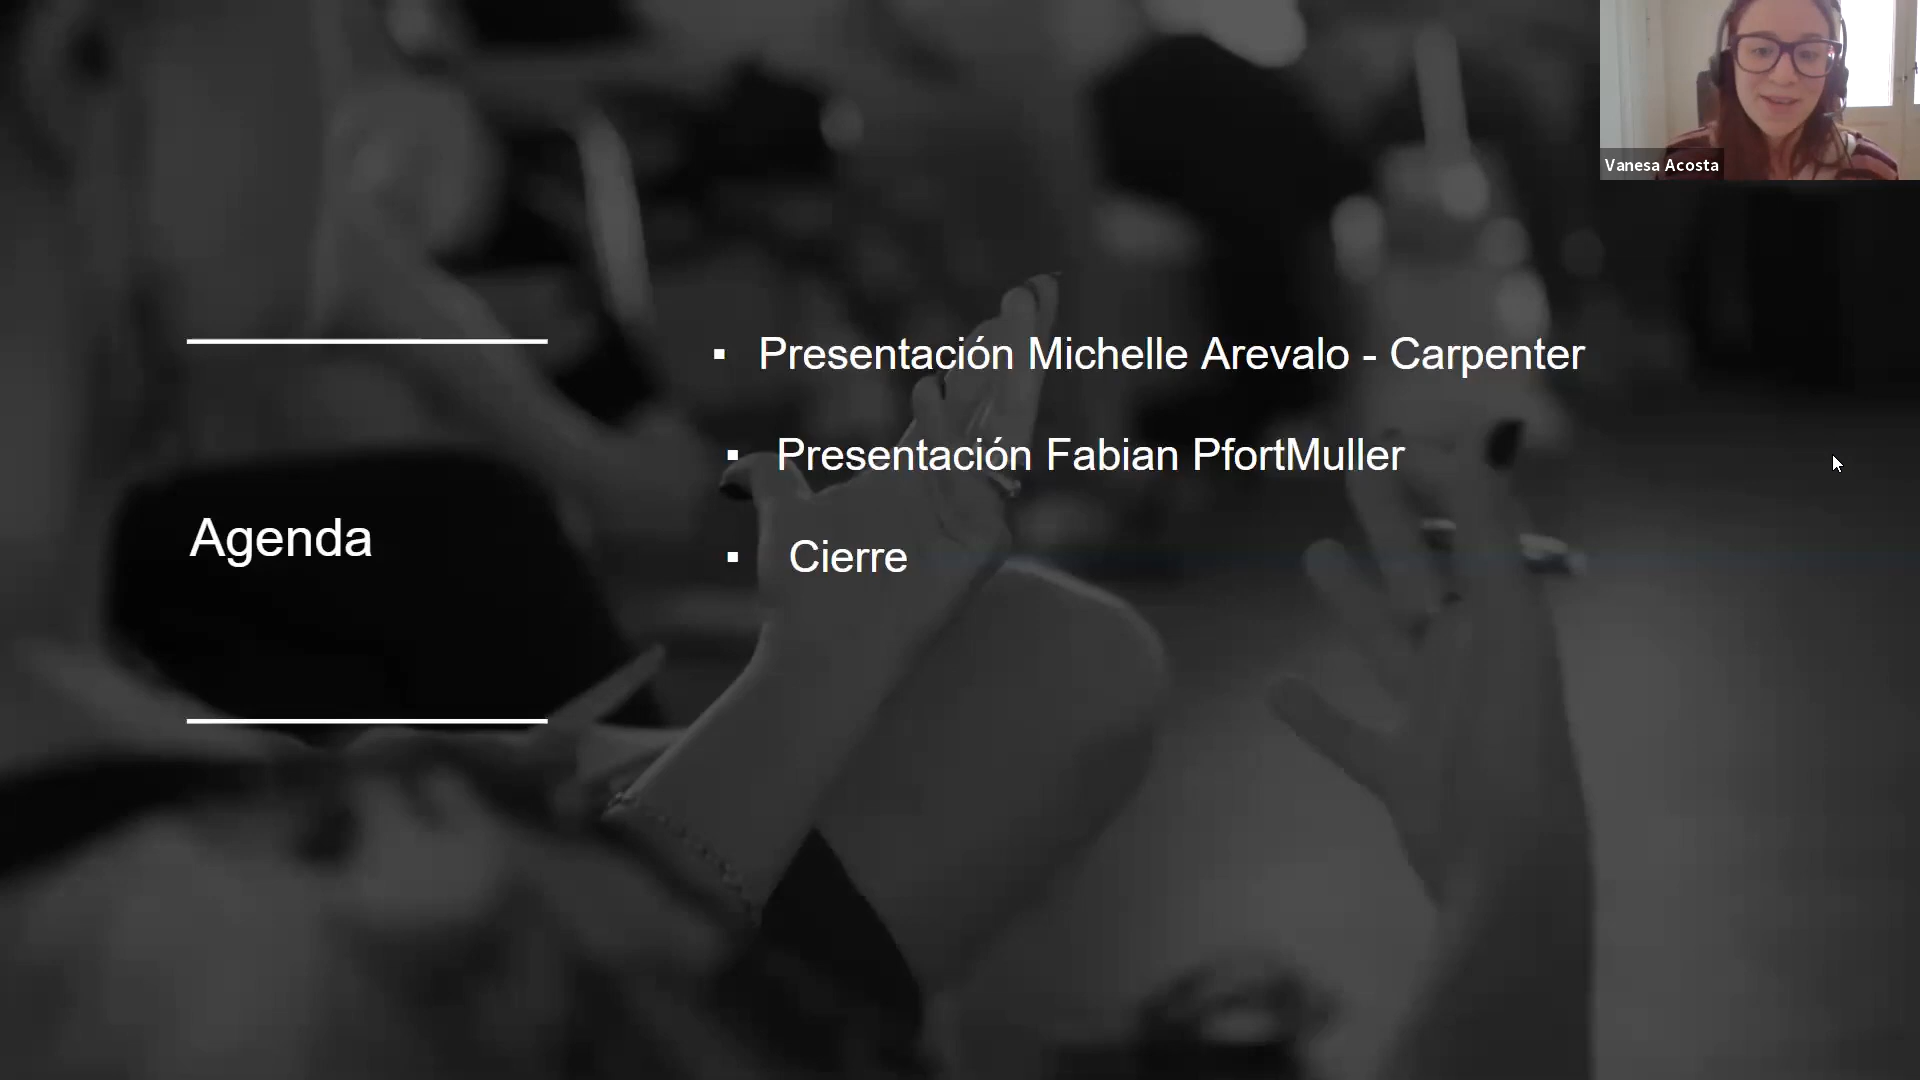 Vanesa Acosta
Agenda
▪ Presentación Michelle Arevalo - Carpenter
▪ Presentación Fabian PfortMuller
▪ Cierre